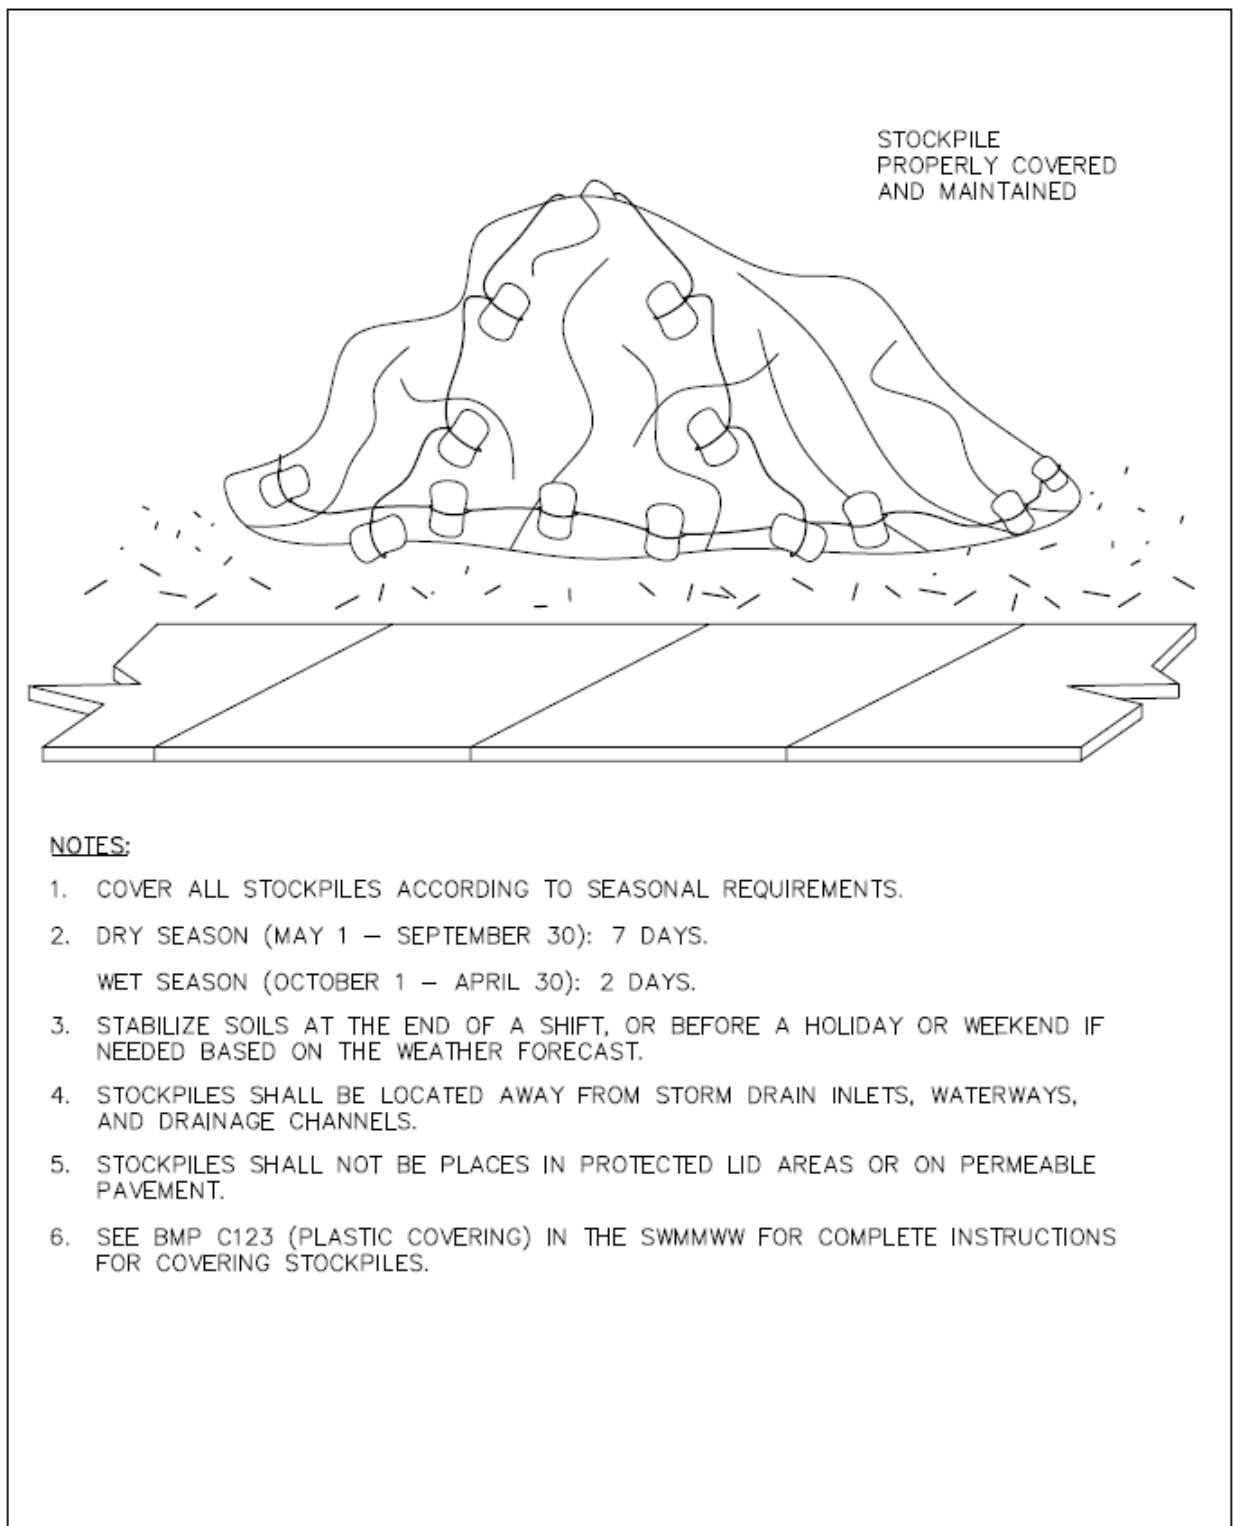 STOCKPILE
PROPERLY COVERED
AND MAINTAINED
NOTES:
1. COVER ALL STOCKPILES ACCORDING TO SEASONAL REQUIREMENTS.
2. DRY SEASON (MAY 1 – SEPTEMBER 30): 7 DAYS.
WET SEASON (OCTOBER 1 – APRIL 30): 2 DAYS.
3. STABILIZE SOILS AT THE END OF A SHIFT, OR BEFORE A HOLIDAY OR WEEKEND IF
NEEDED BASED ON THE WEATHER FORECAST.
4. STOCKPILES SHALL BE LOCATED AWAY FROM STORM DRAIN INLETS, WATERWAYS,
AND DRAINAGE CHANNELS.
5. STOCKPILES SHALL NOT BE PLACES IN PROTECTED LID AREAS OR ON PERMEABLE
PAVEMENT.
6. SEE BMP C123 (PLASTIC COVERING) IN THE SWMMWW FOR COMPLETE INSTRUCTIONS
FOR COVERING STOCKPILES.